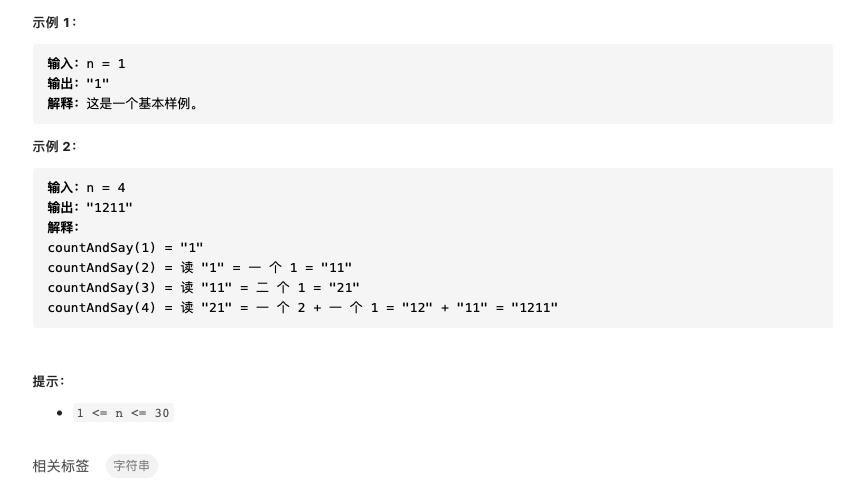 示例 1：
输入：n = 1
输出："1"
解释：这是一个基本样例。
示例 2：
输入：n = 4
输出："1211"
解释：
countAndSay(1) = "1"
countAndSay(2) = 读 "1" = 一 个 1 = "11"
countAndSay(3) = 读 "11" = 二 个 1 = "21"
countAndSay(4) = 读 "21" = 一 个 2 + 一 个 1 = "12" + "11" = "1211"
提示：
• 1 <= n <= 30
相关标签 字符串